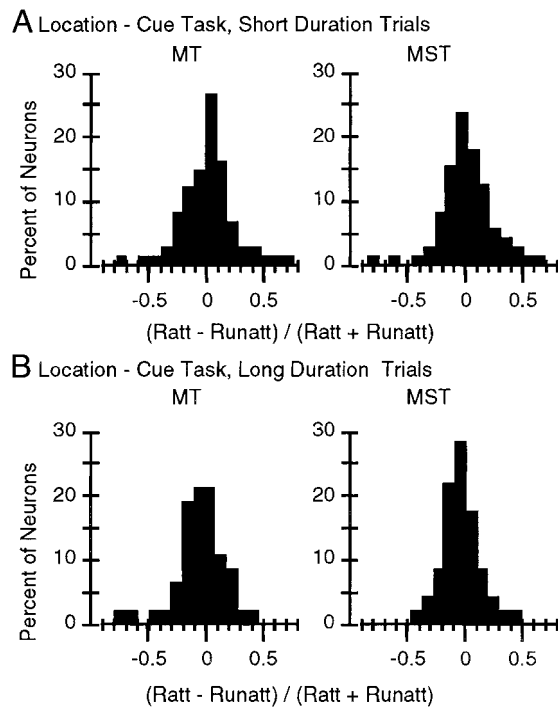 A Location - Cue Task, Short Duration Trials
MT MST
Percent of Neurons
30 30
20 20
10 10
0 0
-0.5 0 0.5 -0.5 0 0.5
(Ratt - Runatt) / (Ratt + Runatt)
B Location - Cue Task, Long Duration Trials
MT MST
Percent of Neurons
30 30
20 20
10 10
0 0
-0.5 0 0.5 -0.5 0 0.5
(Ratt - Runatt) / (Ratt + Runatt)